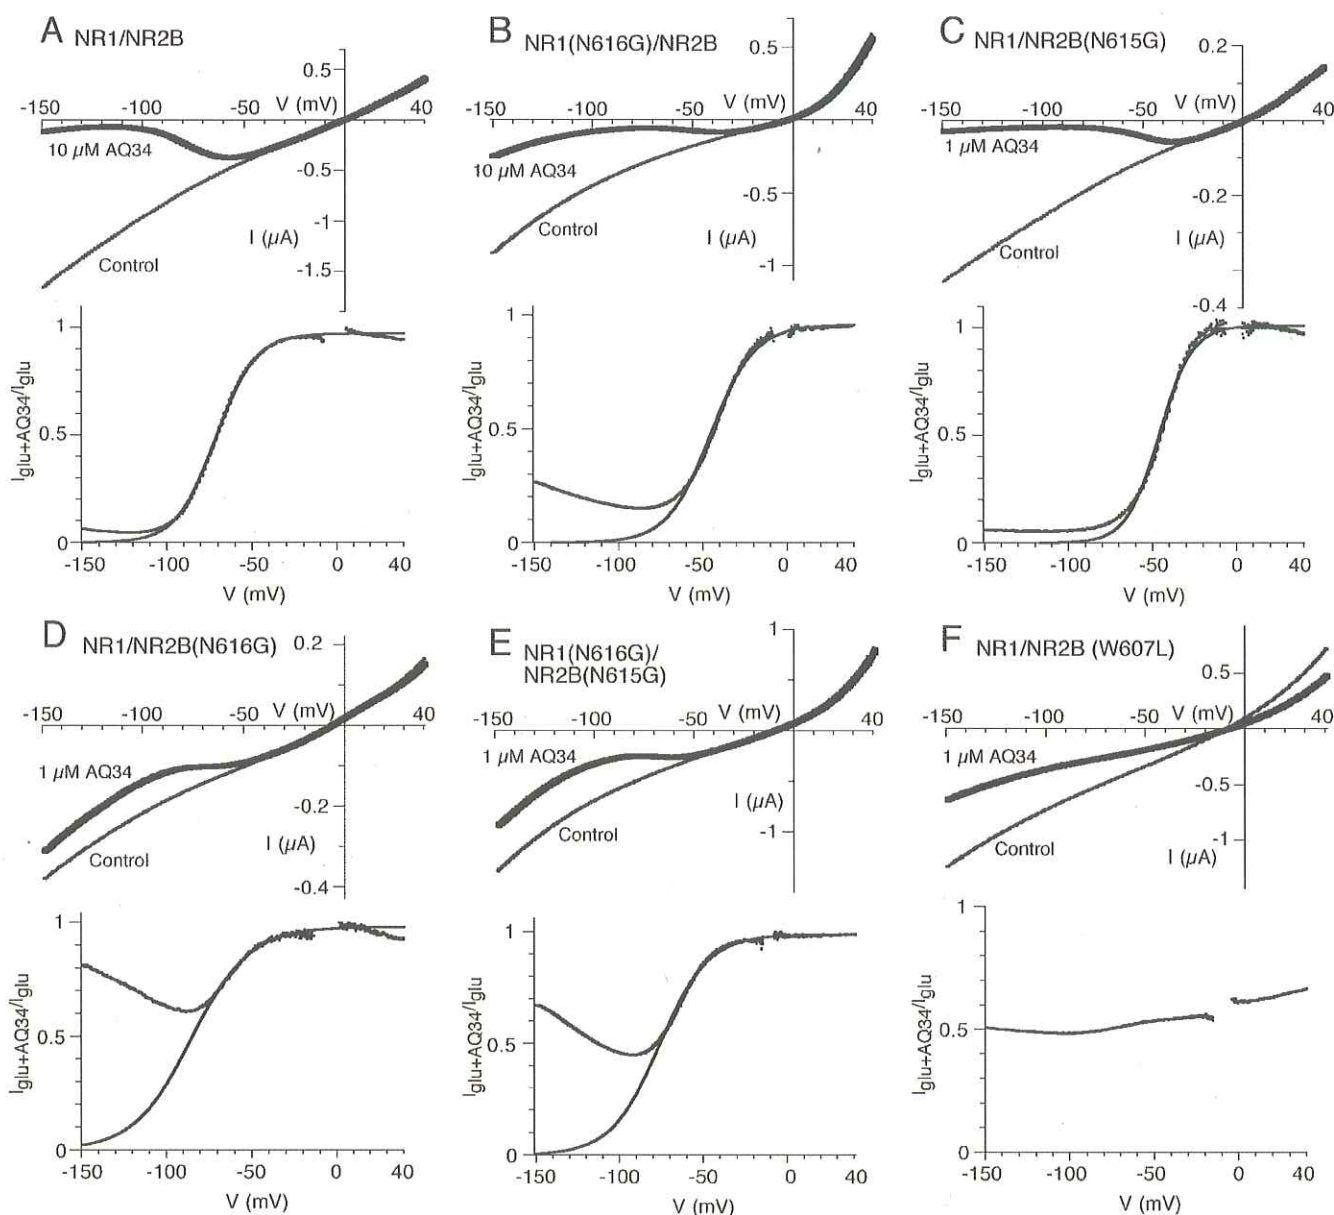 A NR1/NR2B
0.5
V (mV)
-150 -100 -50 40
10 µM AQ34
-0.5
-1
I (µA)
Control
-1.5
1
0.5
0
Iglu+AQ34/Iglu
-150 -100 -50 0 40
V (mV)
B NR1(N616G)/NR2B
0.5
V (mV)
-150 -100 -50 40
10 µM AQ34
Control
I (µA)
-1
1
0.5
0
Iglu+AQ34/Iglu
-150 -100 -50 0 40
V (mV)
C NR1/NR2B(N615G)
0.2
V (mV)
-150 -100 -50 40
1 µM AQ34
-0.2
Control
I (µA)
-0.4
1
0.5
0
Iglu+AQ34/Iglu
-150 -100 -50 0 40
V (mV)
D NR1/NR2B(N616G)
0.2
V (mV)
-150 -100 -50 40
1 µM AQ34
-0.2
I (µA)
Control
-0.4
1
0.5
0
Iglu+AQ34/Iglu
-150 -100 -50 0 40
V (mV)
E NR1(N616G)/
NR2B(N615G)
1
V (mV)
-150 -100 -50 40
1 µM AQ34
I (µA)
Control
-1
1
0.5
0
Iglu+AQ34/Iglu
-150 -100 -50 0 40
V (mV)
F NR1/NR2B (W607L)
0.5
V (mV)
-150 -100 -50 40
1 µM AQ34
-0.5
Control
-1
I (µA)
1
0.5
0
Iglu+AQ34/Iglu
-150 -100 -50 0 40
V (mV)